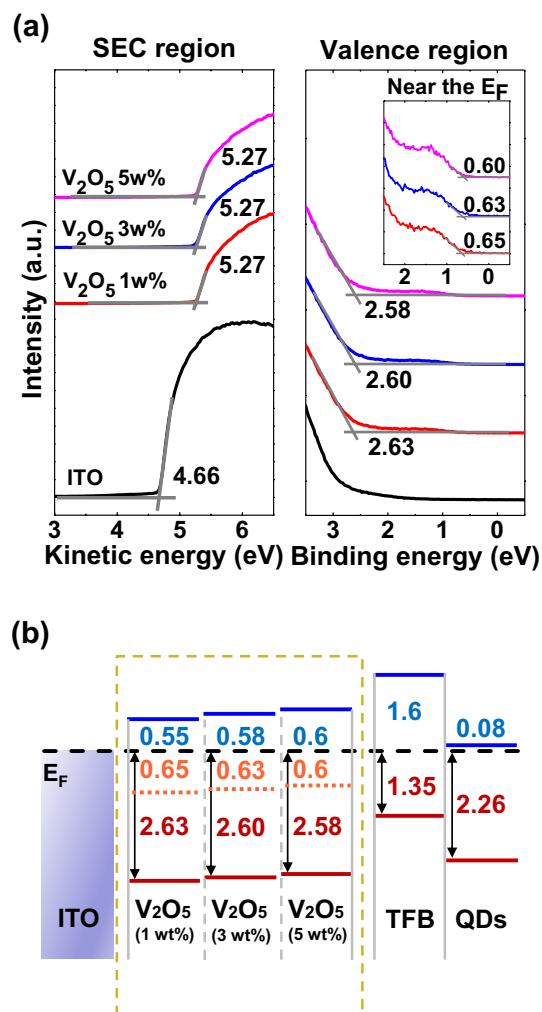 (a)
SEC region
Valence region
Near the E_F
V₂O₅ 5w%
5.27
V₂O₅ 3w%
5.27
V₂O₅ 1w%
5.27
ITO
4.66
0.60
0.63
0.65
2 1 0
2.58
2.60
2.63
Intensity (a.u.)
3 4 5 6
Kinetic energy (eV)
3 2 1 0
Binding energy (eV)
(b)
0.55 0.58 0.6 1.6 0.08
E_F
0.65 0.63 0.6 1.35 2.26
2.63 2.60 2.58
ITO V₂O₅ V₂O₅ V₂O₅ TFB QDs
(1 wt%) (3 wt%) (5 wt%)